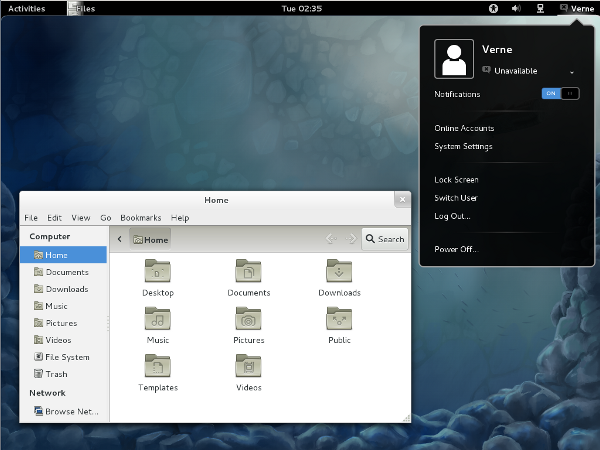 Activities
Files
Tue 02:35
Verne
Verne
Unavailable
Notifications
ON
Online Accounts
System Settings
Lock Screen
Switch User
Log Out...
Power Off...
Home
File Edit View Go Bookmarks Help
Computer
Home
Documents
Downloads
Music
Pictures
Videos
File System
Trash
Network
Browse Net...
Home
Search
Desktop Documents Downloads
Music Pictures Public
Templates Videos